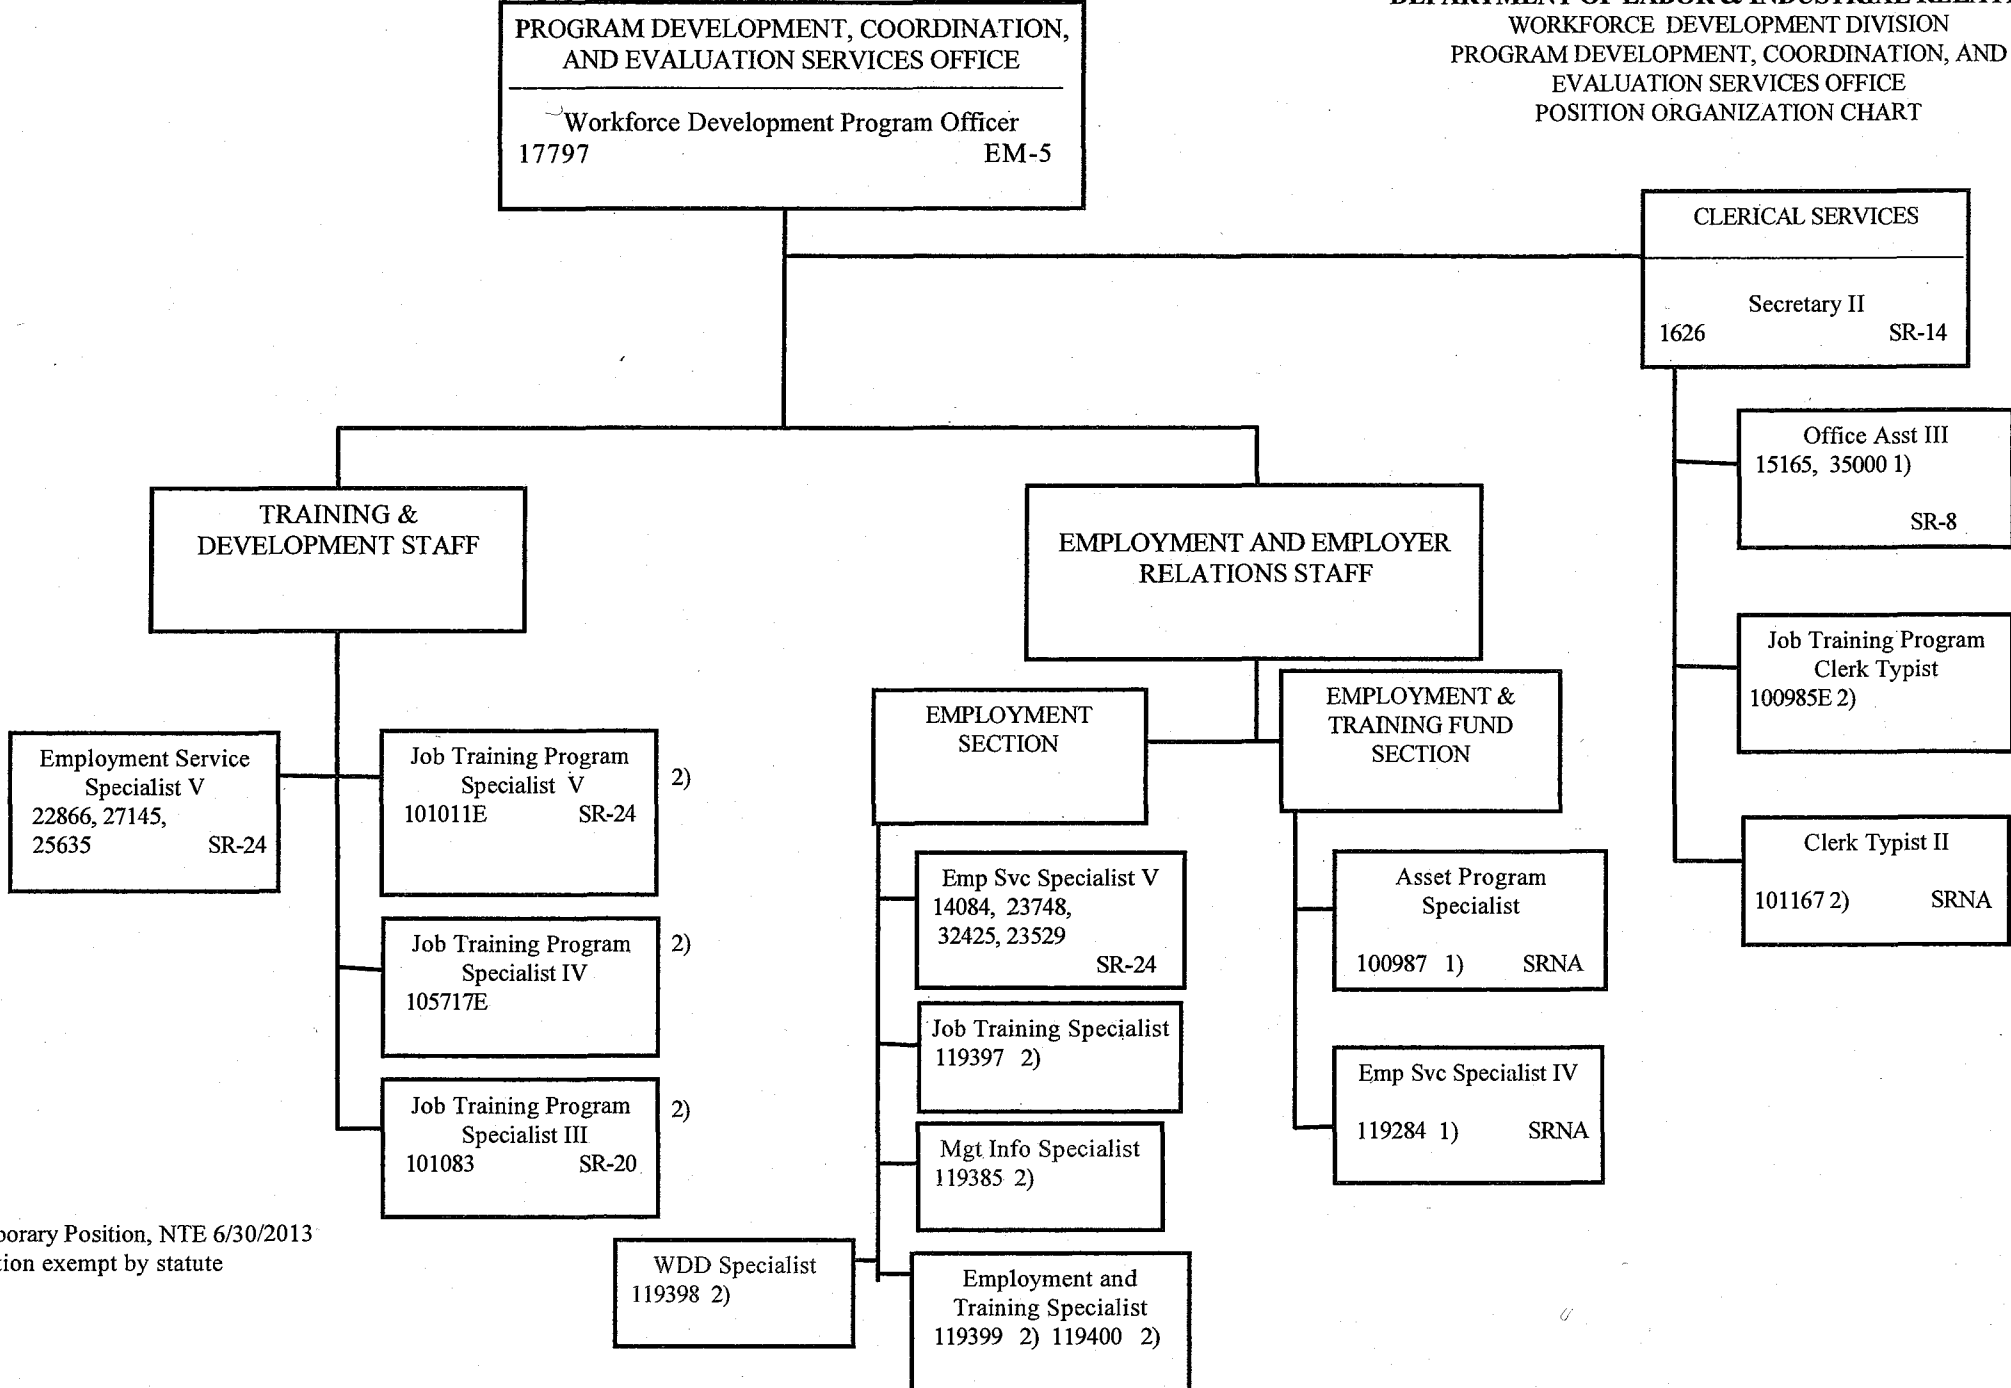 PROGRAM DEVELOPMENT, COORDINATION,
AND EVALUATION SERVICES OFFICE
Workforce Development Program Officer
17797 EM-5
WORKFORCE DEVELOPMENT DIVISION
PROGRAM DEVELOPMENT, COORDINATION, AND
EVALUATION SERVICES OFFICE
POSITION ORGANIZATION CHART
CLERICAL SERVICES
Secretary II
1626 SR-14
Office Asst III
15165, 35000 1)
SR-8
Job Training Program
Clerk Typist
100985E 2)
Clerk Typist II
101167 2) SRNA
TRAINING &
DEVELOPMENT STAFF
Employment Service
Specialist V
22866, 27145,
25635 SR-24
Job Training Program
Specialist V
101011E SR-24
2)
Job Training Program
Specialist IV
105717E
2)
Job Training Program
Specialist III
101083 SR-20
2)
EMPLOYMENT AND EMPLOYER
RELATIONS STAFF
EMPLOYMENT
SECTION
Emp Svc Specialist V
14084, 23748,
32425, 23529
SR-24
Job Training Specialist
119397 2)
Mgt Info Specialist
119385 2)
WDD Specialist
119398 2)
Employment and
Training Specialist
119399 2) 119400 2)
EMPLOYMENT &
TRAINING FUND
SECTION
Asset Program
Specialist
100987 1) SRNA
Emp Svc Specialist IV
119284 1) SRNA
Position, NTE 6/30/2013
exempt by statute